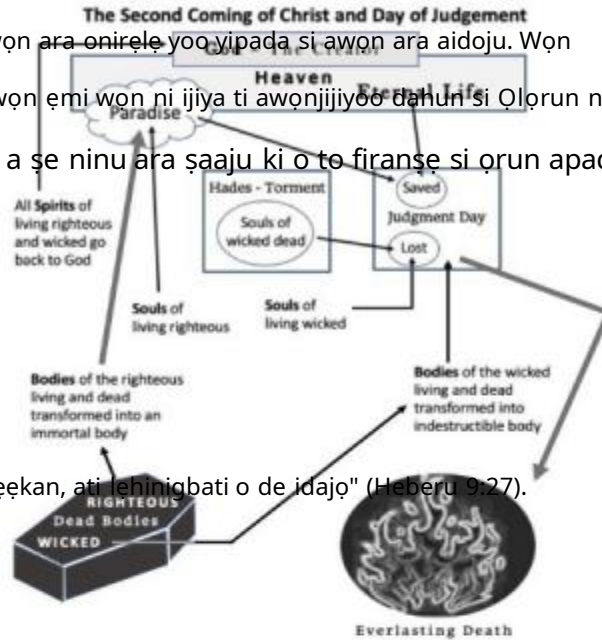 The Second Coming of Christ and Day of Judgement
wọn ara onirẹlẹ yoo yipada si awọn ara aidoju. Wọn
God - The Creator
Heaven
wọn ẹmi wọn ni ijiya ti awọnjijiyoo dahun si Ọlọrun n
Eternal Life
Paradise
a ṣe ninu ara ṣaaju ki o to firanṣẹ si ọrun apad
Hades - Torment
Saved
Judgment Day
Souls of
wicked dead
Lost
All Spirits of
living righteous
and wicked go
back to God
Souls of
living righteous
Souls of
living wicked
Bodies of the righteous
living and dead
transformed into an
immortal body
Bodies of the wicked
living and dead
transformed into
indestructible body
ẹẹkan, ati lẹhinigbati o de idajọ" (Heberu 9:27).
RIGHTEOUS
Dead Bodies
WICKED
Everlasting Death